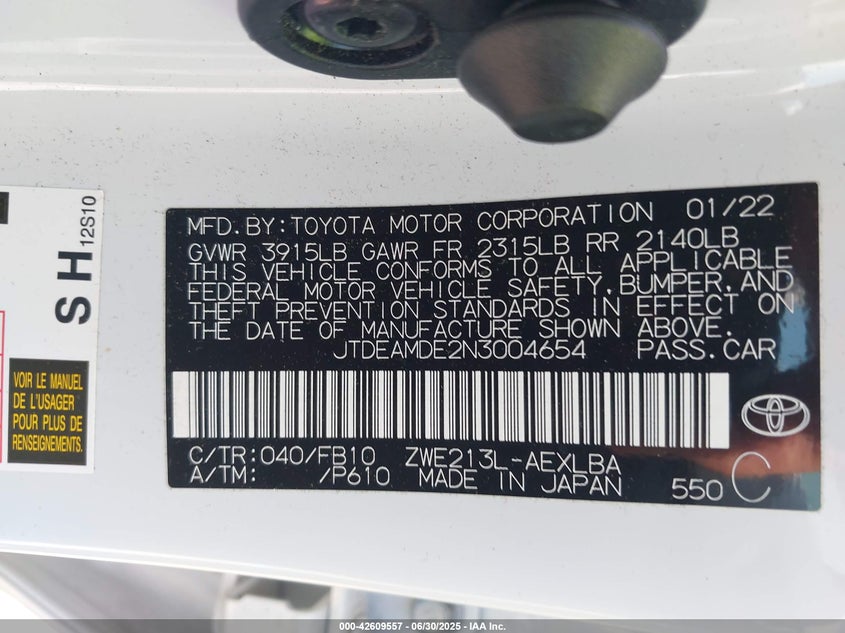 SH
12S10
VOIR LE MANUEL
DE L'USAGER
POUR PLUS DE
RENSEIGNEMENTS.
MFD.BY:TOYOTA MOTOR CORPORATION 01/22
GVWR 3915LB GAWR FR 2315LB RR 2140LB
THIS VEHICLE CONFORMS TO ALL APPLICABLE
FEDERAL MOTOR VEHICLE SAFETY,BUMPER,AND
THEFT PREVENTION STANDARDS IN EFFECT ON
THE DATE OF MANUFACTURE SHOWN ABOVE.
JTDEAMDE2N3004654 PASS.CAR
C/TR:040/FB10 ZWE213L-AEXLBA
A/TM: /P610 MADE IN JAPAN 550 C
000-42609557 - 06/30/2025 - IAA Inc.